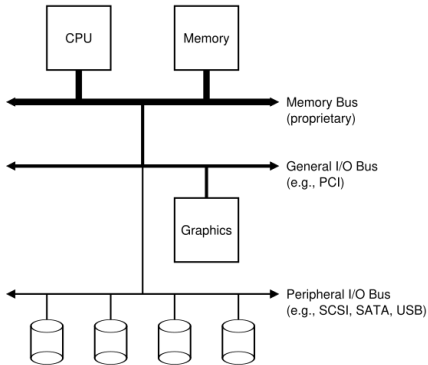 CPU
Memory
Memory Bus
(proprietary)
General I/O Bus
(e.g., PCI)
Graphics
Peripheral I/O Bus
(e.g., SCSI, SATA, USB)